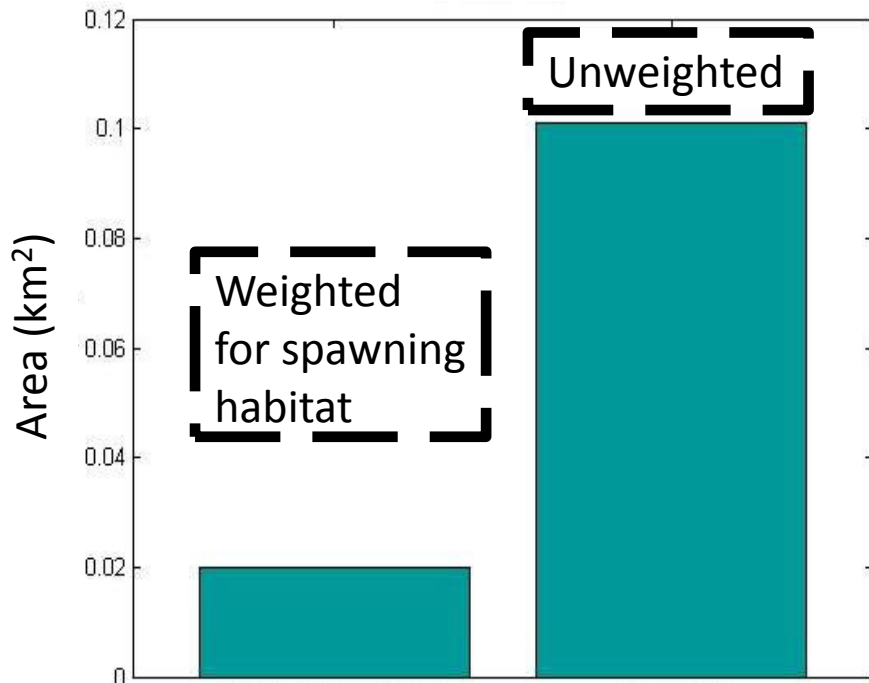 0.12
Unweighted
0.1
0.08
Weighted
for spawning
habitat
0.06
0.04
0.02
0
Area (km²)